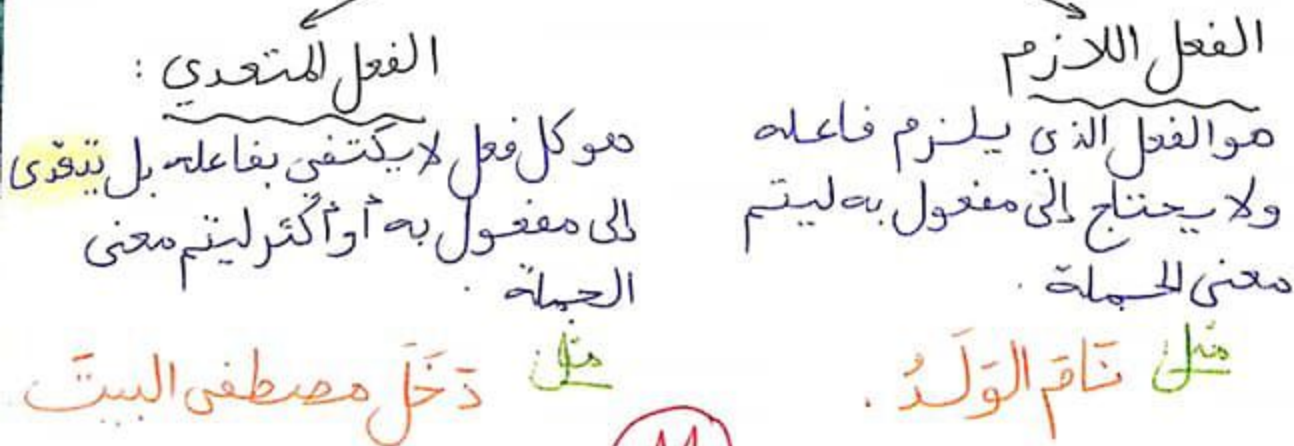 الفعل اللازم
هو الفعل الذي يلزم فاعله
ولا يحتاج إلى مفعول به ليتم
معنى الجملة .
مثل نَامَ الوَلَدُ .
الفعل المتعدي :
هو كل فعل لا يكتفي بفاعله بل يتعدى
إلى مفعول به أو أكثر ليتم معنى
الجملة .
مثل دَخَلَ مصطفى البيتَ